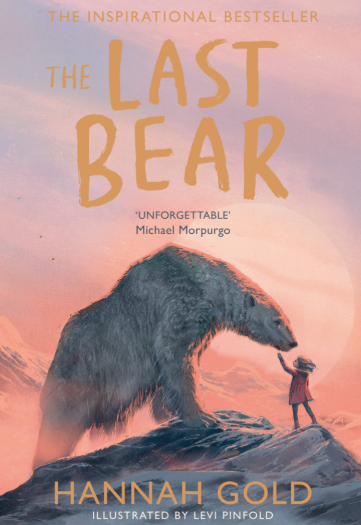 THE INSPIRATIONAL BESTSELLER
THE LAST
BEAR
‘UNFORGETTABLE’
Michael Morpurgo
HANNAH GOLD
ILLUSTRATED BY LEVI PINFOLD